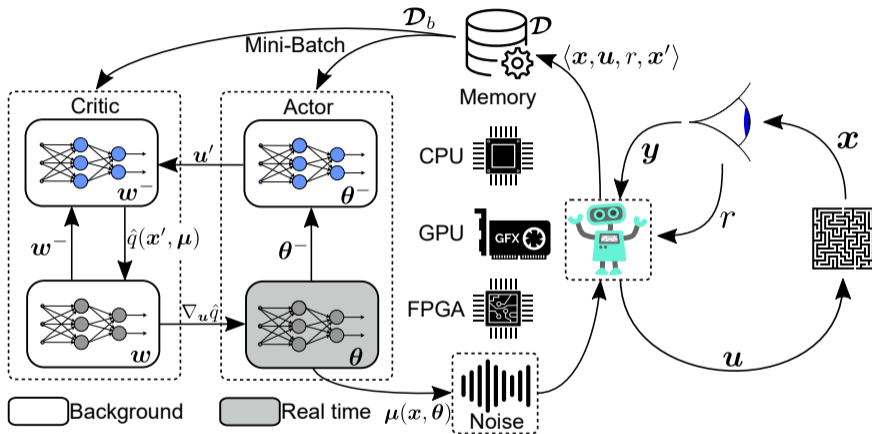 𝓓_b
Mini-Batch
𝓓
⟨x, u, r, x′⟩
Memory
Critic
Actor
w⁻
u′
θ⁻
CPU
y
x
w⁻
q̂(x′, μ)
θ⁻
GPU
GFX
r
∇_u q̂
w
θ
FPGA
u
μ(x, θ)
Noise
Background
Real time